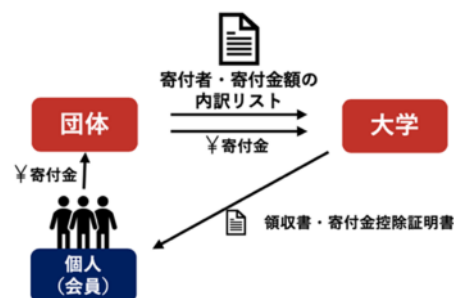 寄付者・寄付金額の
内訳リスト
団体
大学
¥寄付金
¥寄付金
領収書・寄付金控除証明書
個人
（会員）